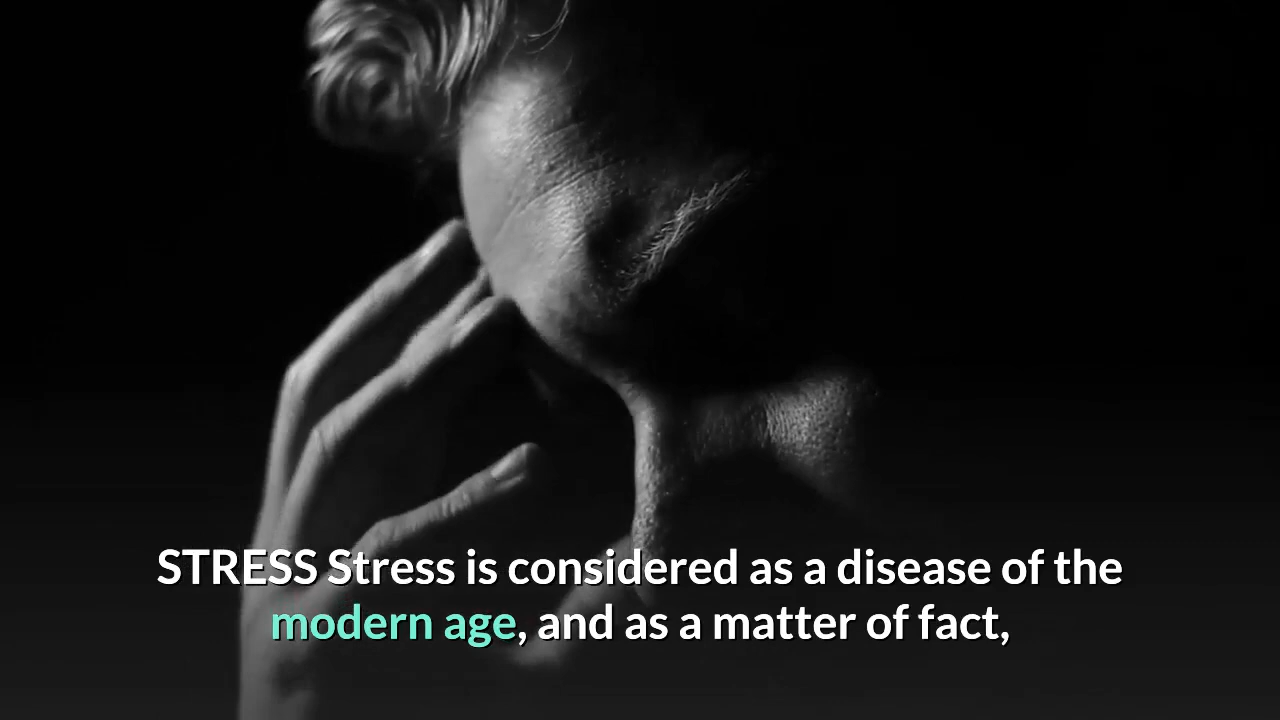 STRESS Stress is considered as a disease of the
modern age, and as a matter of fact,